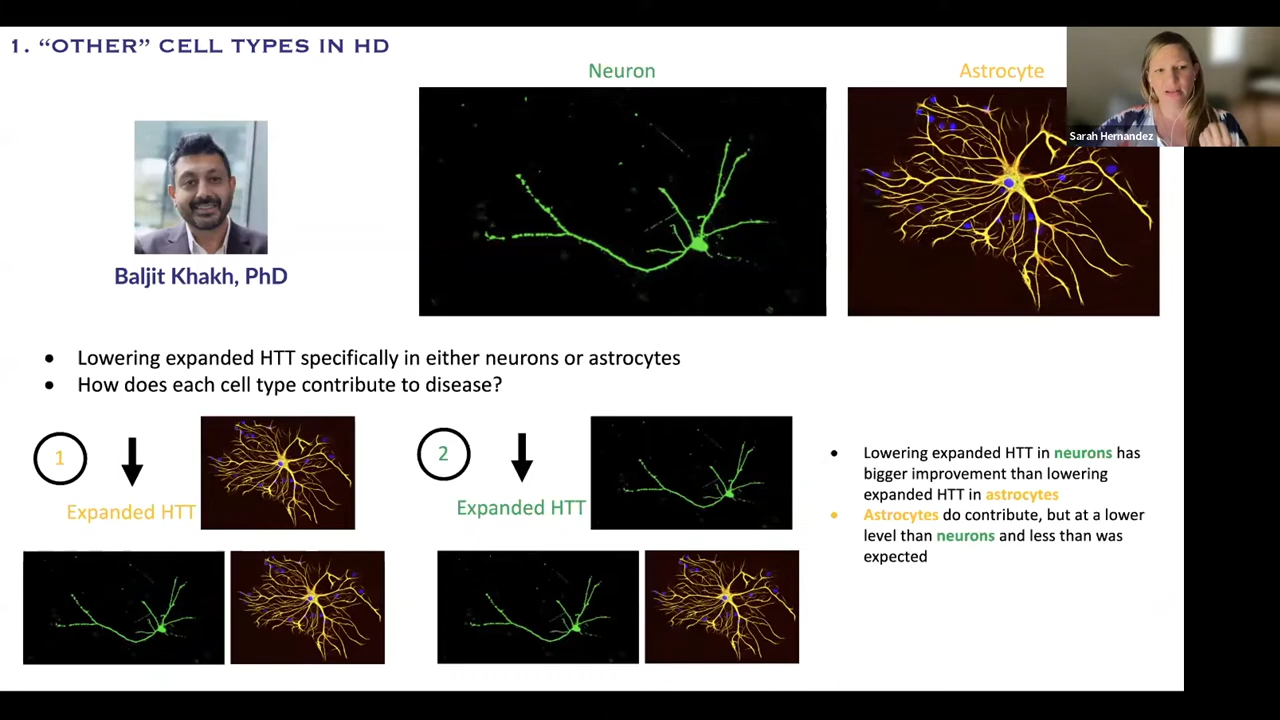 1. “OTHER” CELL TYPES IN HD
Neuron
Astrocyte
Sarah Hernandez
Baljit Khakh, PhD
• Lowering expanded HTT specifically in either neurons or astrocytes
• How does each cell type contribute to disease?
1
Expanded HTT
2
Expanded HTT
• Lowering expanded HTT in neurons has
bigger improvement than lowering
expanded HTT in astrocytes
• Astrocytes do contribute, but at a lower
level than neurons and less than was
expected